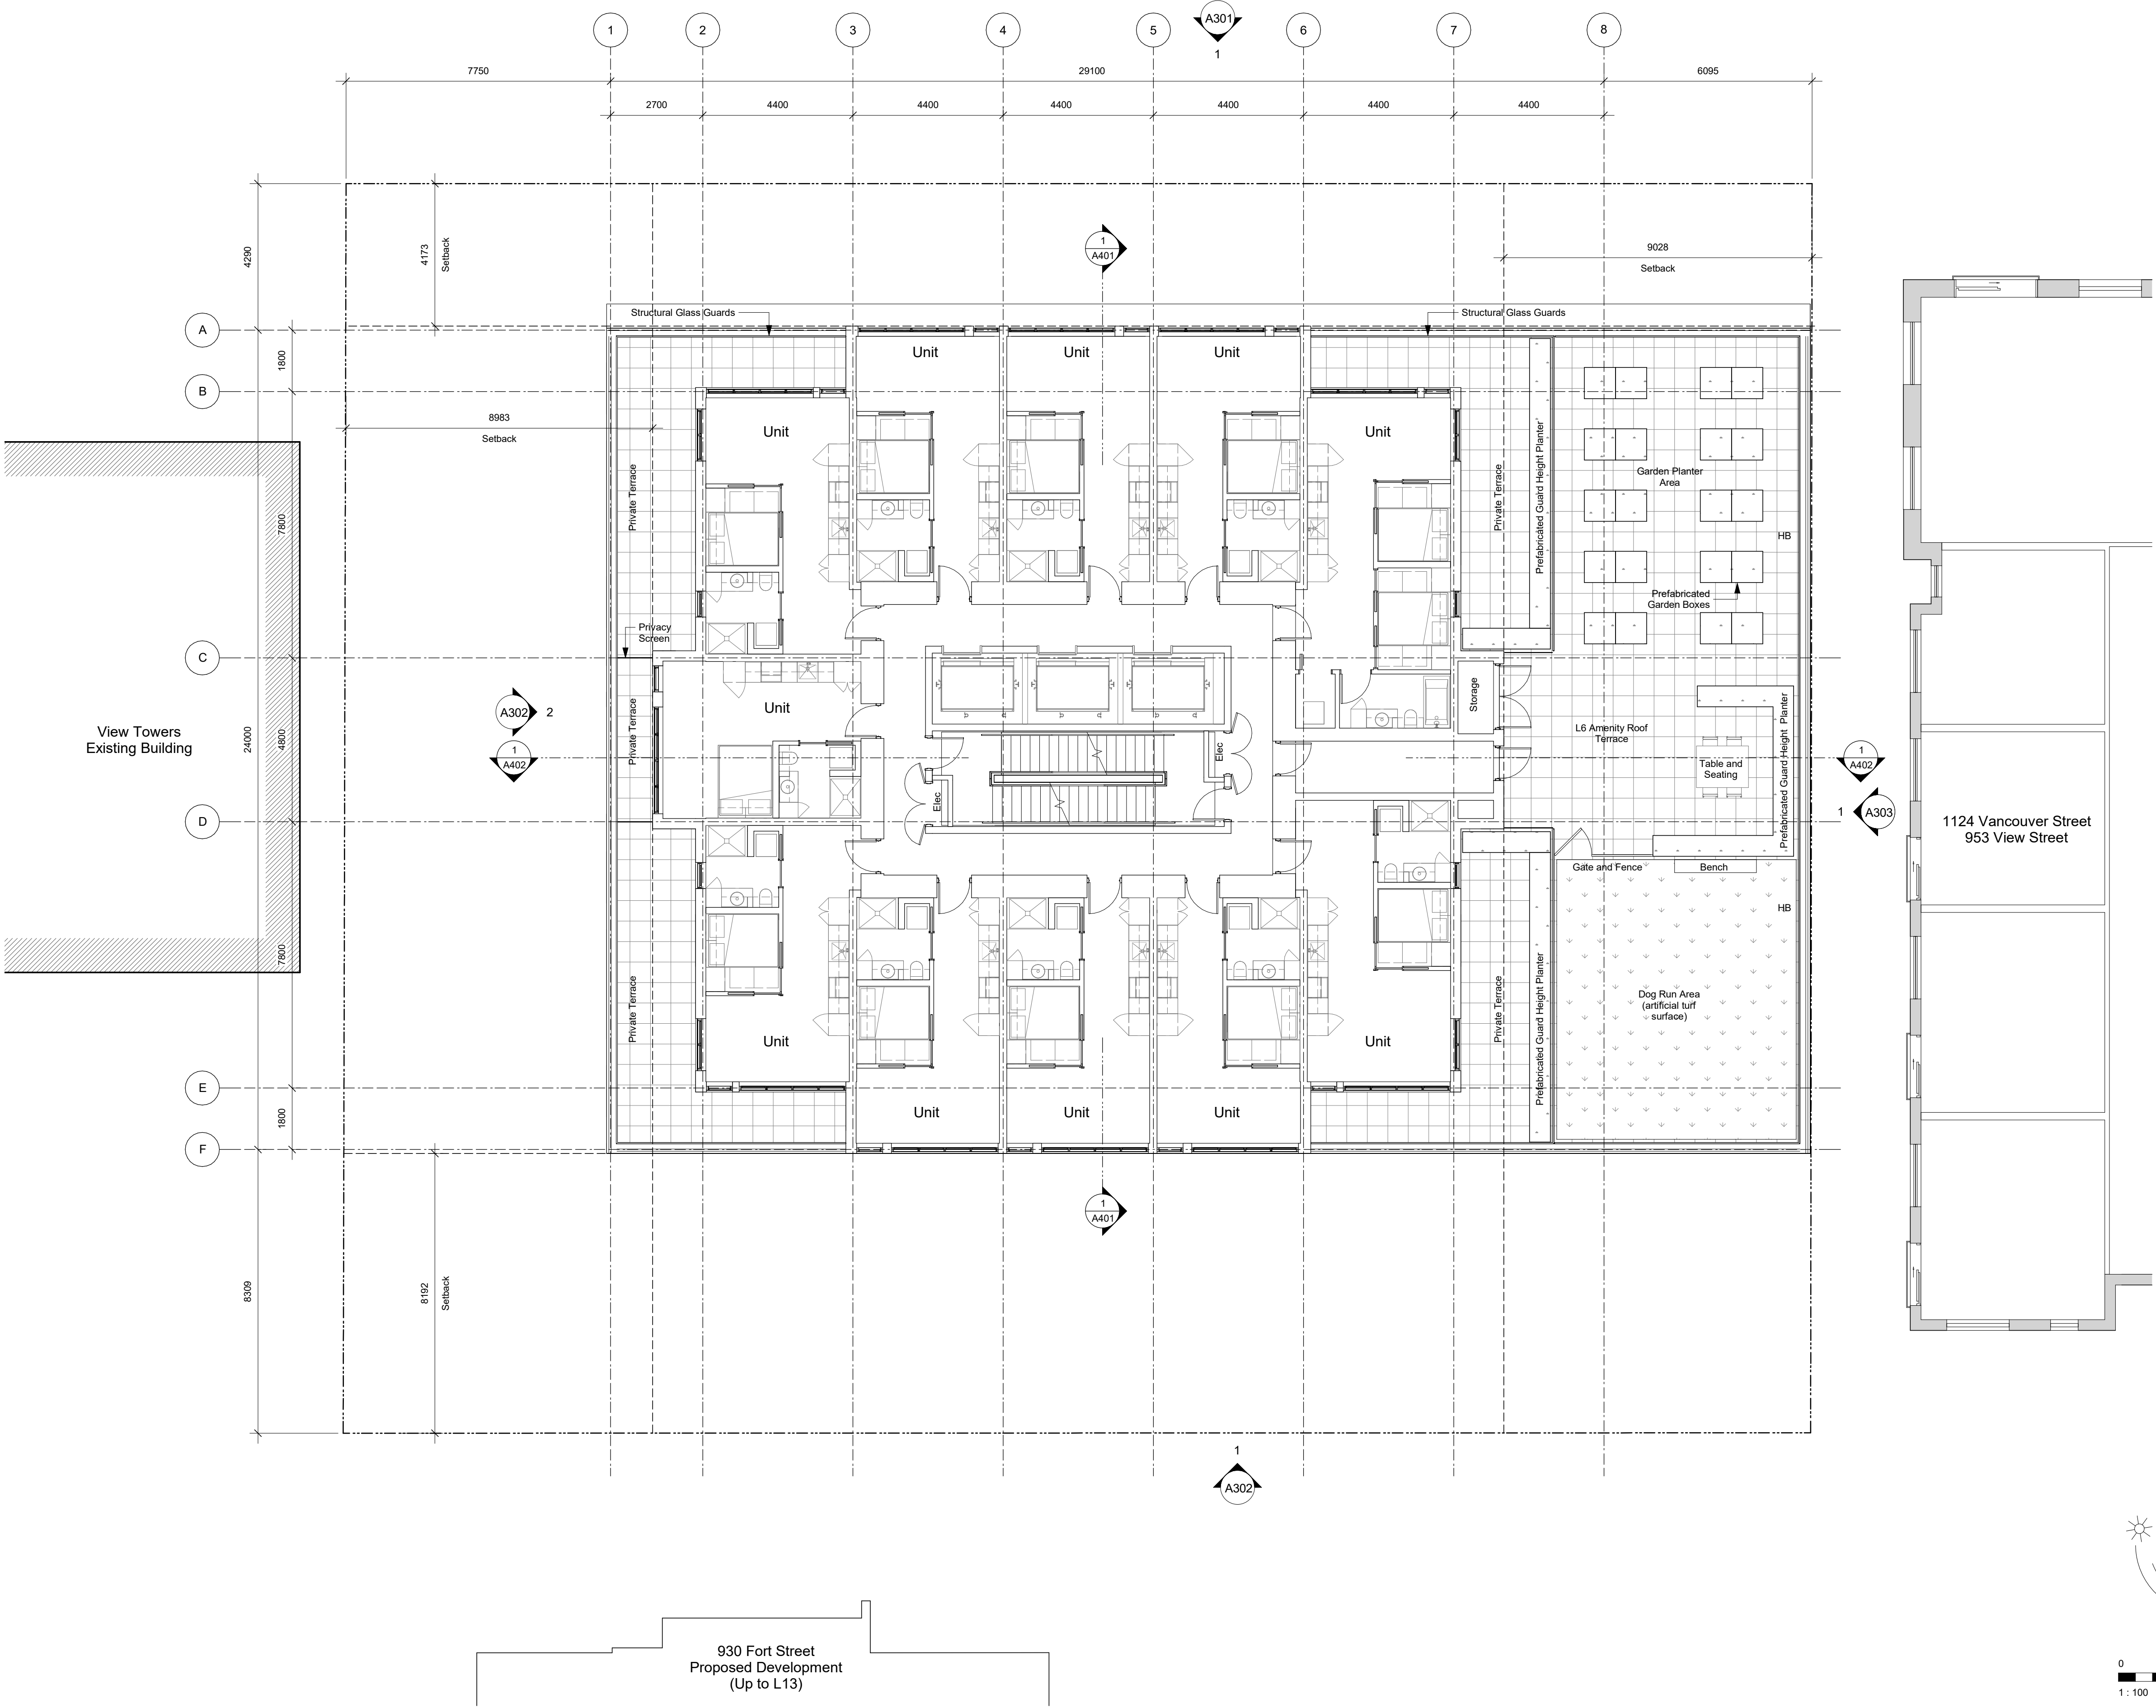 A301
1
1
2
3
4
5
6
7
8
7750
29100
6095
2700
4400
4400
4400
4400
4400
4400
4290
4173
Setback
1
A401
9028
Setback
A
Structural Glass Guards
Structural Glass Guards
1800
Unit
Unit
Unit
B
8983
Setback
Unit
Unit
7800
Private Terrace
Private Terrace
Prefabricated Guard Height Planter
Garden Planter
Area
HB
Prefabricated
Garden Boxes
Privacy
Screen
C
View Towers
Existing Building
24000
4800
A302
2
1
A402
Private Terrace
Unit
Elec
Elec
Storage
L6 Amenity Roof
Terrace
Table and
Seating
Prefabricated Guard Height Planter
1
A402
1
A303
1124 Vancouver Street
953 View Street
D
Gate and Fence
Bench
HB
7800
Private Terrace
Private Terrace
Prefabricated Guard Height Planter
Dog Run Area
(artificial turf
surface)
Unit
Unit
E
1800
Unit
Unit
Unit
F
1
A401
8309
8192
Setback
1
A302
930 Fort Street
Proposed Development
(Up to L13)
0
1 : 100